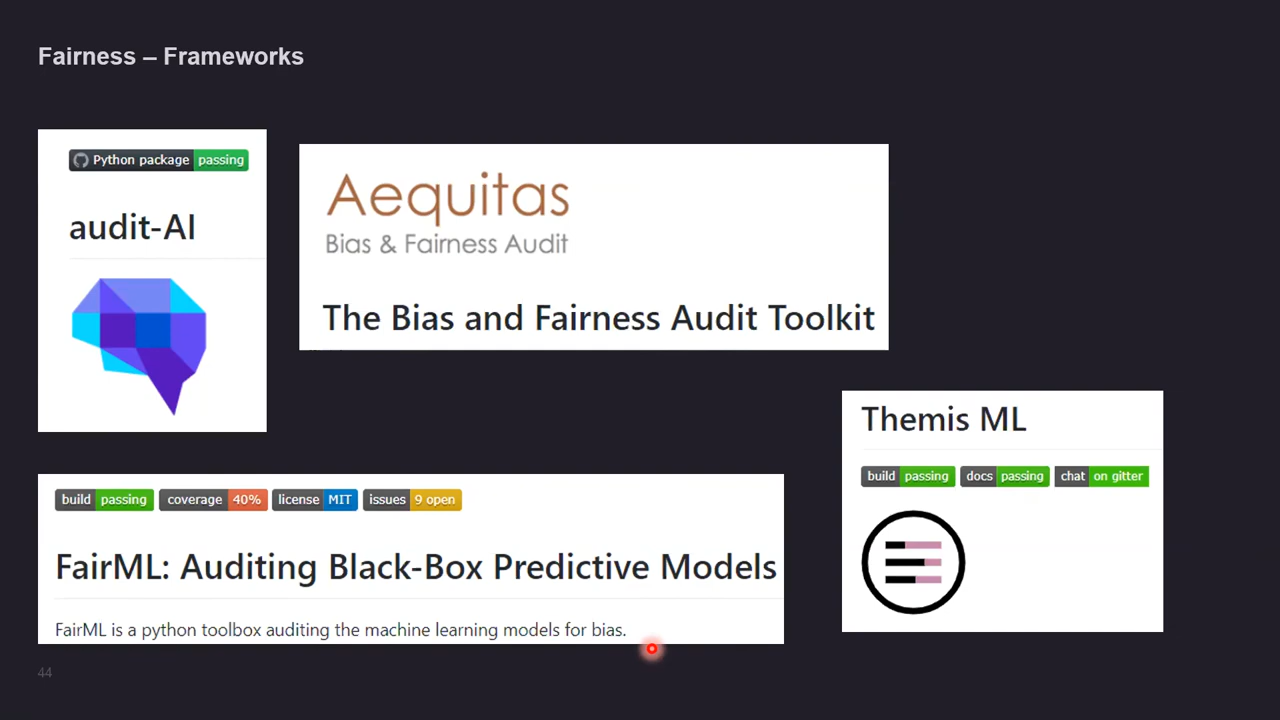 Fairness – Frameworks
Python package passing
audit-AI
Aequitas
Bias & Fairness Audit
The Bias and Fairness Audit Toolkit
Themis ML
build passing docs passing chat on gitter
build passing coverage 40% license MIT issues 9 open
FairML: Auditing Black-Box Predictive Models
FairML is a python toolbox auditing the machine learning models for bias.
44